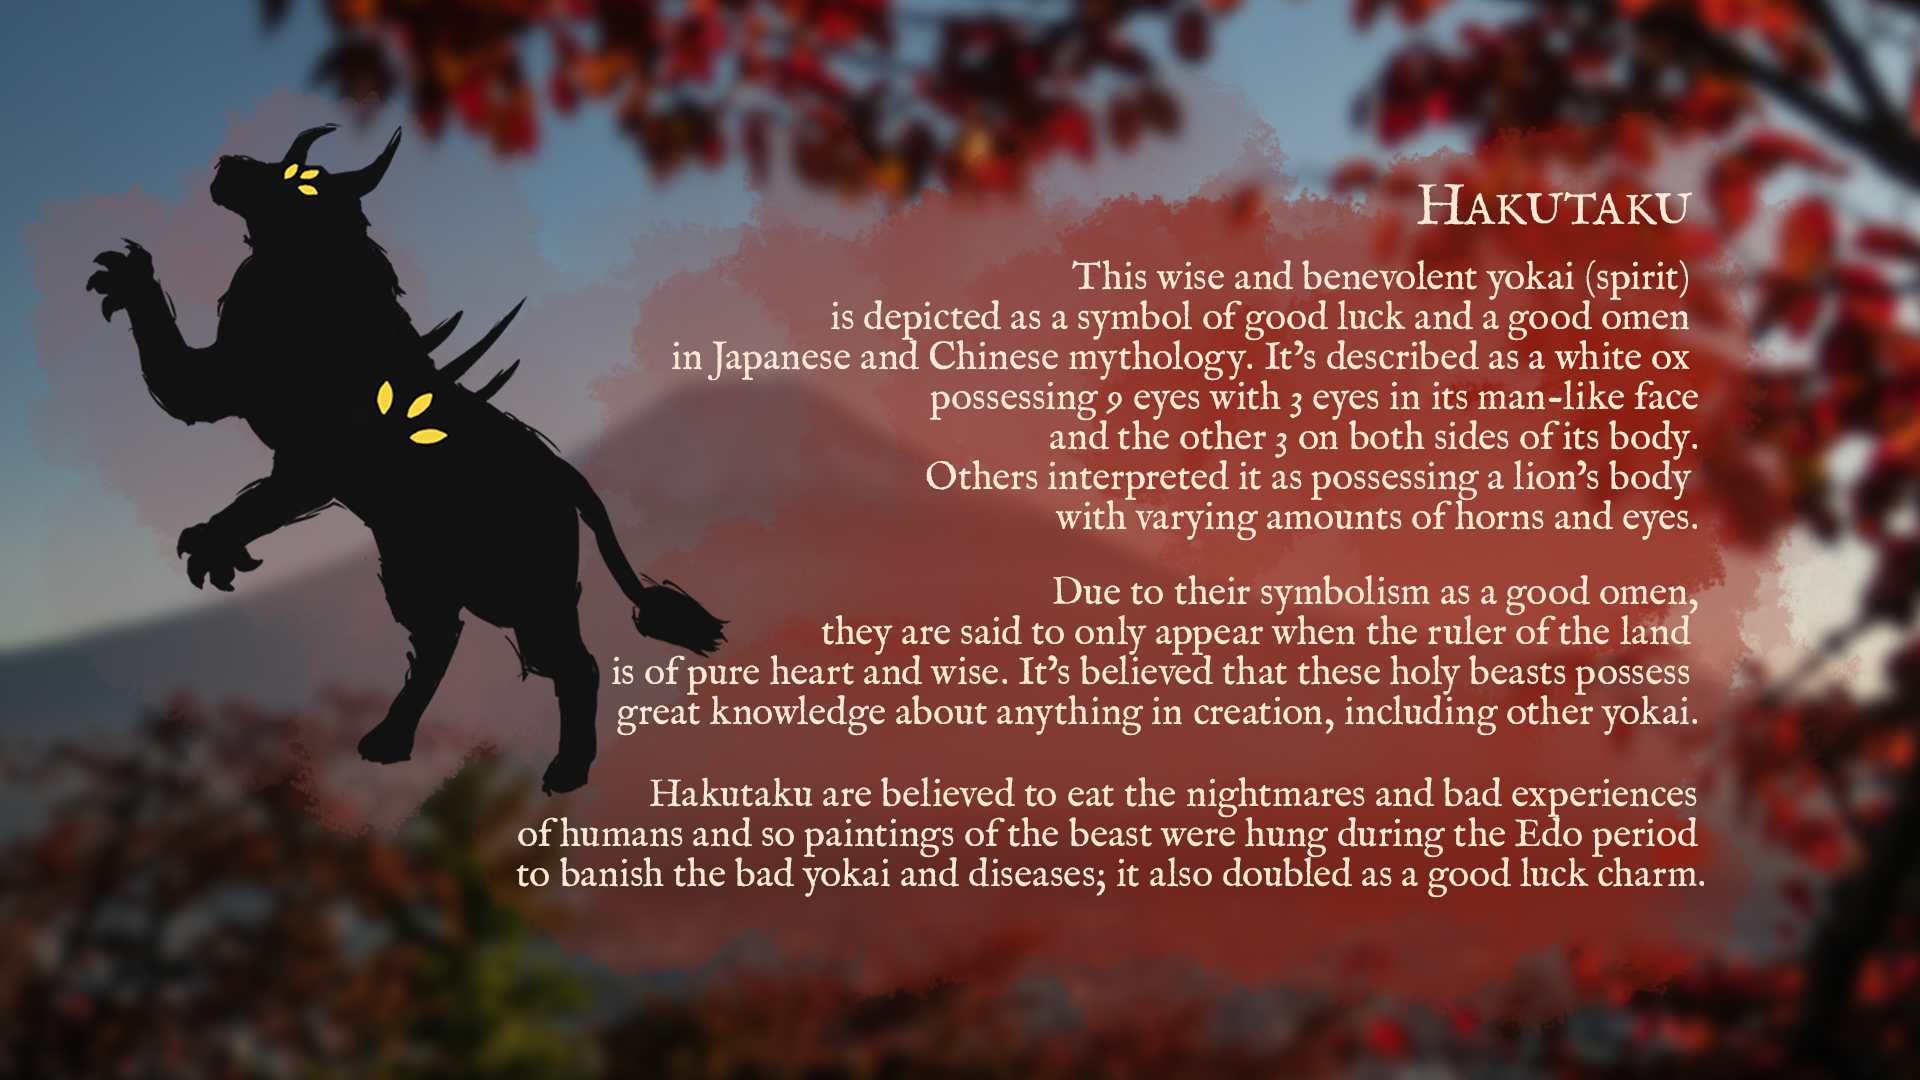 Hakutaku
This wise and benevolent yokai (spirit)
is depicted as a symbol of good luck and a good omen
in Japanese and Chinese mythology. It's described as a white ox
possessing 9 eyes with 3 eyes in its man-like face
and the other 3 on both sides of its body.
Others interpreted it as possessing a lion's body
with varying amounts of horns and eyes.
Due to their symbolism as a good omen,
they are said to only appear when the ruler of the land
is of pure heart and wise. It's believed that these holy beasts possess
great knowledge about anything in creation, including other yokai.
Hakutaku are believed to eat the nightmares and bad experiences
of humans and so paintings of the beast were hung during the Edo period
to banish the bad yokai and diseases; it also doubled as a good luck charm.